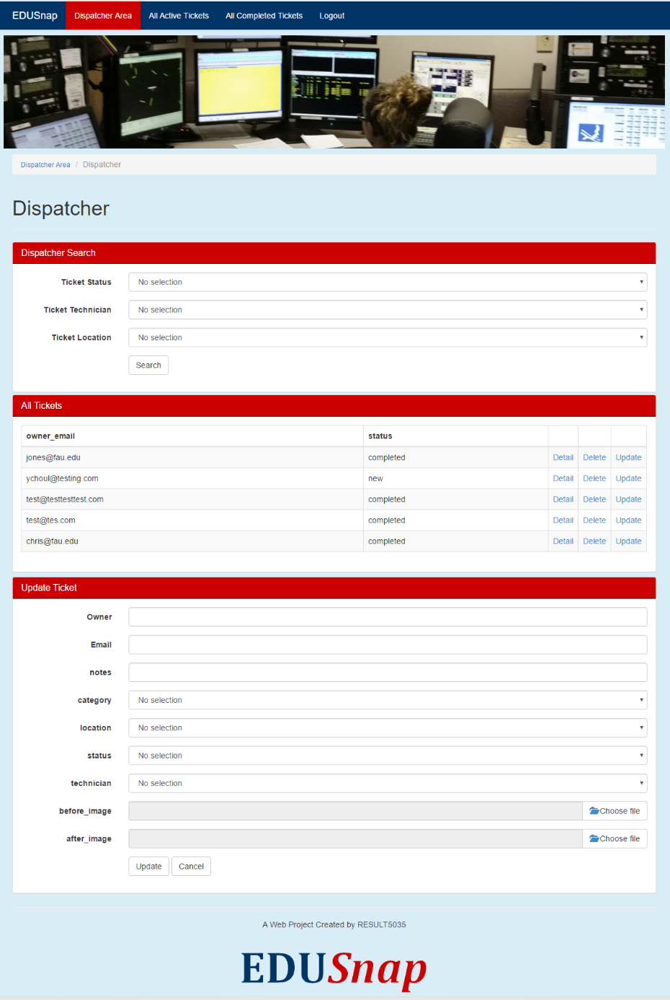 EDUSnap Dispatcher Area All Active Tickets All Completed Tickets Logout
Dispatcher Area / Dispatcher
Dispatcher
Dispatcher Search
Ticket Status No selection
Ticket Technician No selection
Ticket Location No selection
Search
All Tickets
owner_email status
jones@fau.edu completed Detail Delete Update
ychoul@testing.com new Detail Delete Update
test@testtesttest.com completed Detail Delete Update
test@tes.com completed Detail Delete Update
chris@fau.edu completed Detail Delete Update
Update Ticket
Owner
Email
notes
category No selection
location No selection
status No selection
technician No selection
before_image Choose file
after_image Choose file
Update Cancel
A Web Project Created by RESULT5035
EDUSnap